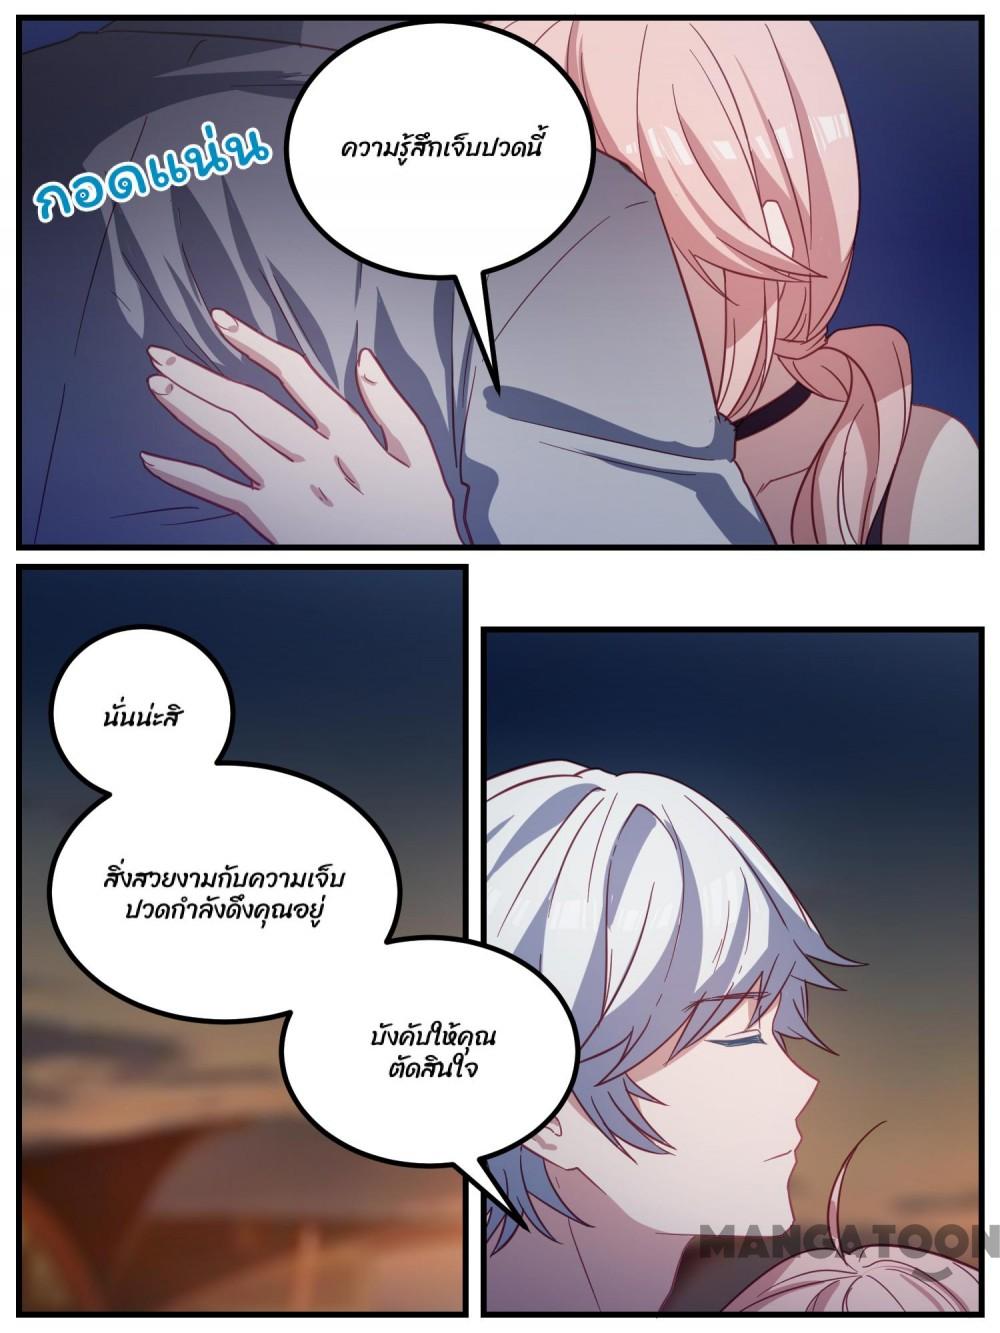 ความรู้สึกเจ็บปวดนี้
กอดแน่น
นั่นน่ะสิ
สิ่งสวยงามกับความเจ็บ
ปวดกำลังดึงคุณอยู่
บังคับให้คุณ
ตัดสินใจ
MANGATOON